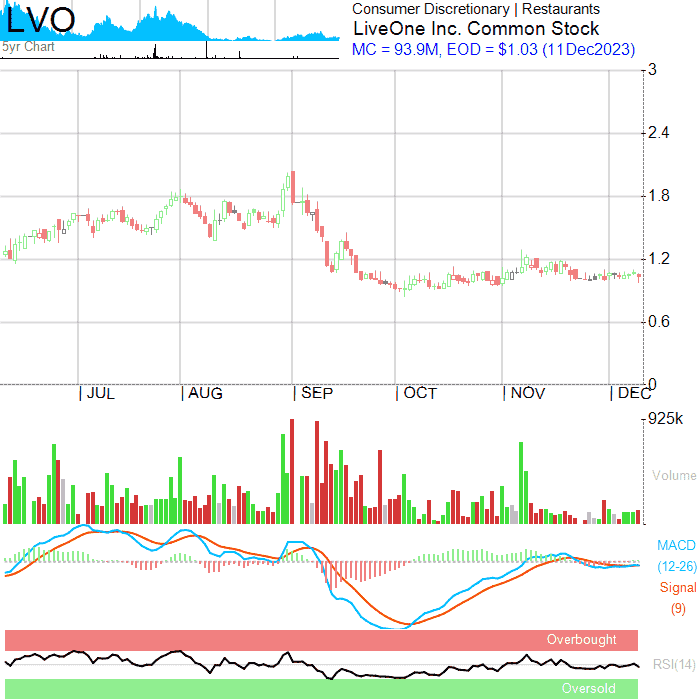 LVO
5yr Chart
Consumer Discretionary | Restaurants
LiveOne Inc. Common Stock
MC = 93.9M, EOD = $1.03 (11Dec2023)
3
2.4
1.8
1.2
0.6
0
| JUL | AUG | SEP | OCT | NOV | DEC
925k
Volume
MACD
(12-26)
Signal
(9)
Overbought
RSI(14)
Oversold